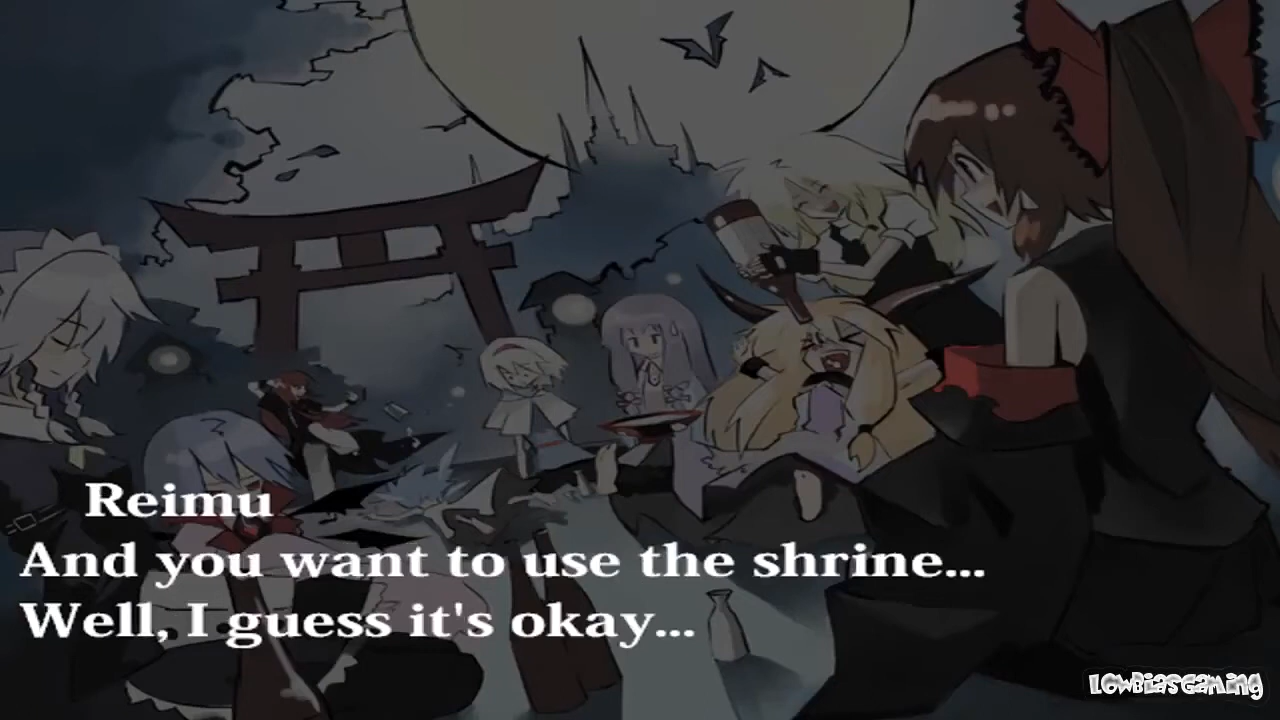 Reimu
And you want to use the shrine...
Well, I guess it's okay...
LowBiasGaming